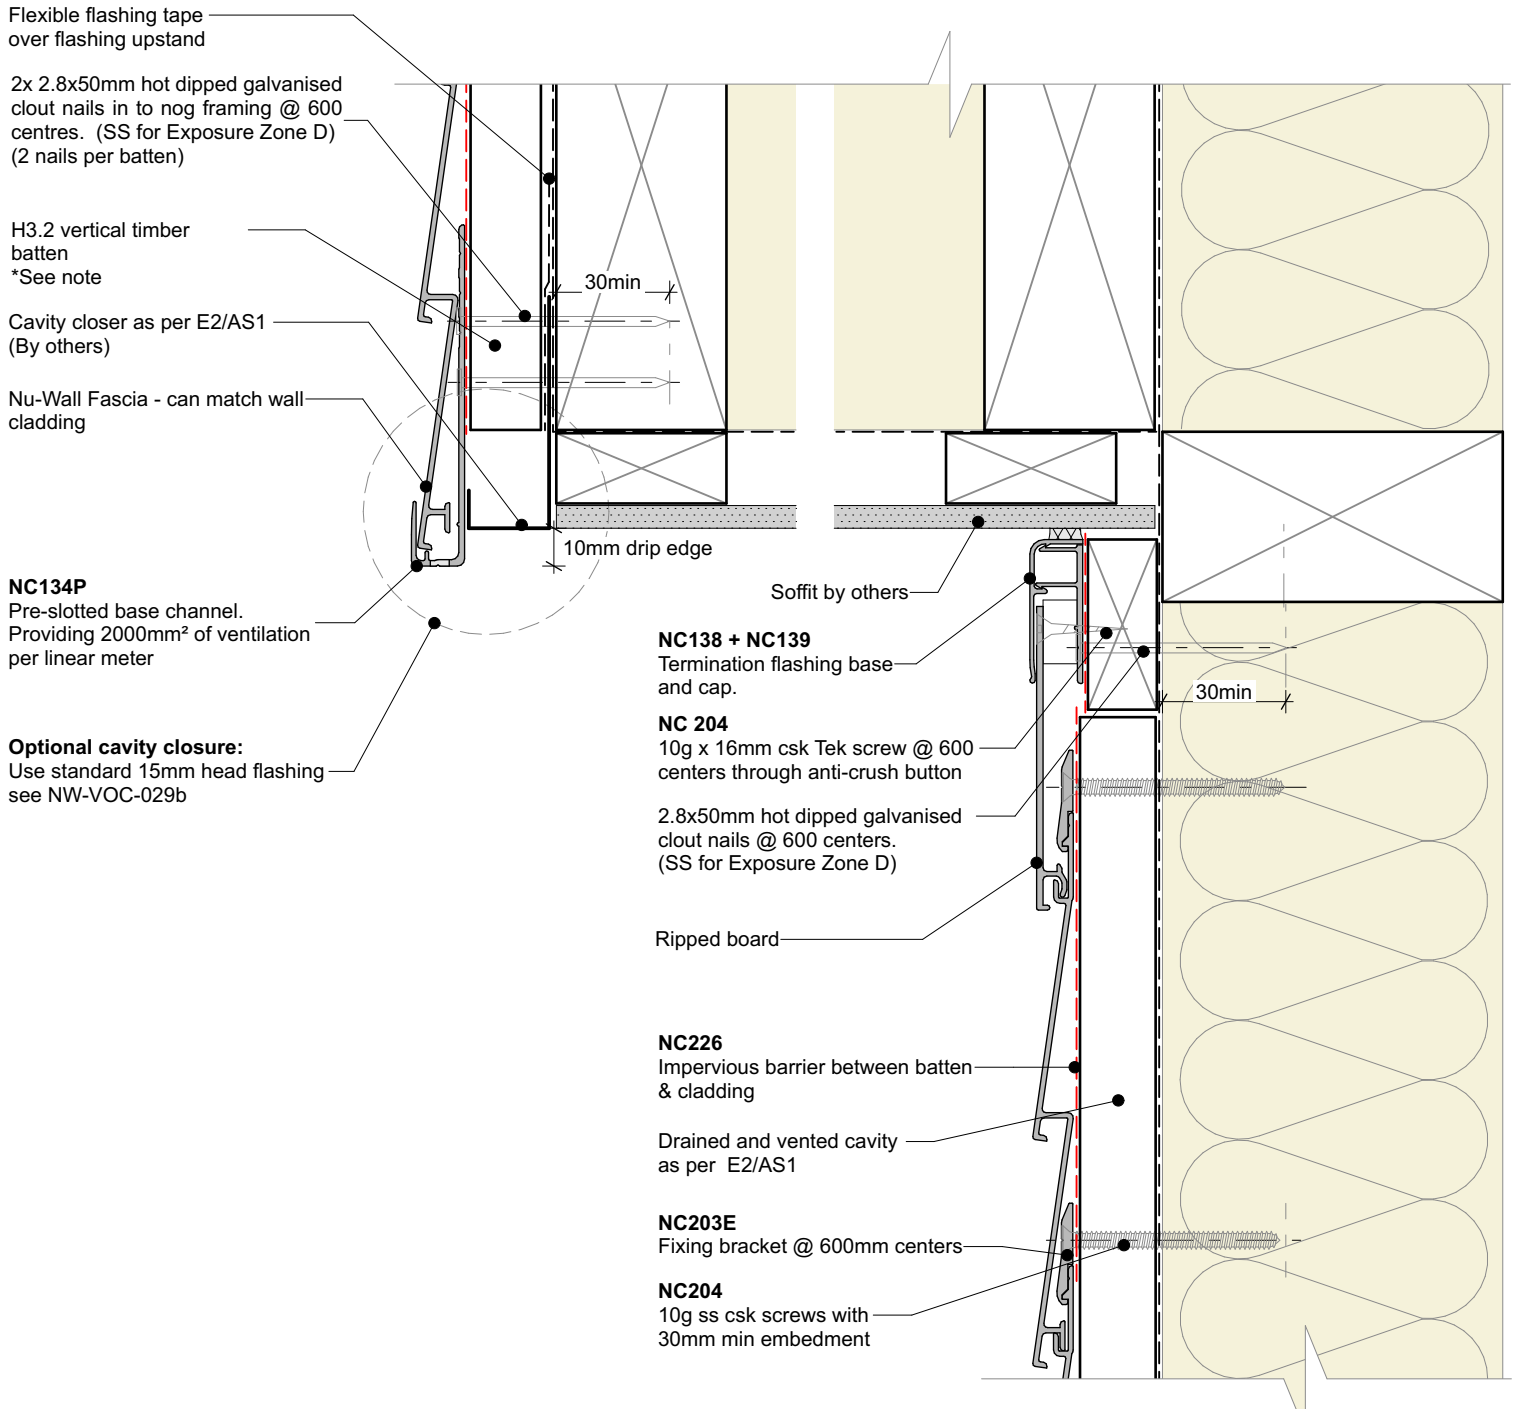 Flexible flashing tape
over flashing upstand
2x 2.8x50mm hot dipped galvanised
clout nails in to nog framing @ 600
centres. (SS for Exposure Zone D)
(2 nails per batten)
H3.2 vertical timber
batten
*See note
Cavity closer as per E2/AS1
(By others)
Nu-Wall Fascia - can match wall
cladding
NC134P
Pre-slotted base channel.
Providing 2000mm² of ventilation
per linear meter
Optional cavity closure:
Use standard 15mm head flashing
see NW-VOC-029b
30min
10mm drip edge
Soffit by others
NC138 + NC139
Termination flashing base
and cap.
NC 204
10g x 16mm csk Tek screw @ 600
centers through anti-crush button
2.8x50mm hot dipped galvanised
clout nails @ 600 centers.
(SS for Exposure Zone D)
Ripped board
30min
NC226
Impervious barrier between batten
& cladding
Drained and vented cavity
as per E2/AS1
NC203E
Fixing bracket @ 600mm centers
NC204
10g ss csk screws with
30mm min embedment